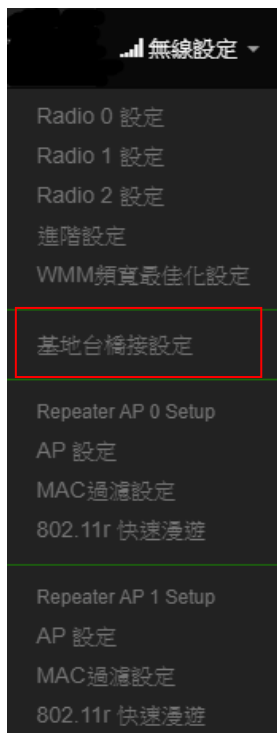 無線設定
Radio 0 設定
Radio 1 設定
Radio 2 設定
進階設定
WMM頻寬最佳化設定
基地台橋接設定
Repeater AP 0 Setup
AP 設定
MAC過濾設定
802.11r 快速漫遊
Repeater AP 1 Setup
AP 設定
MAC過濾設定
802.11r 快速漫遊